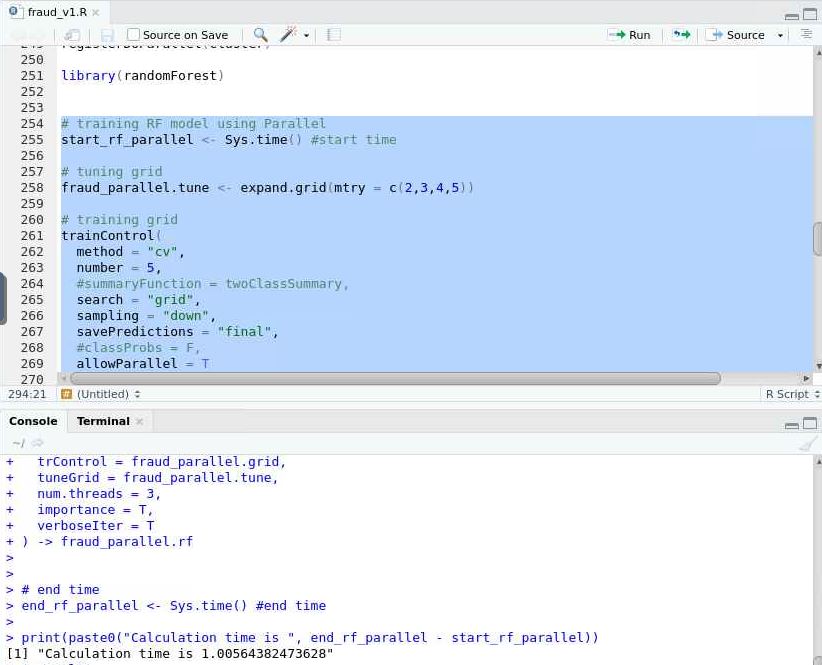 fraud_v1.R
Source on Save
Run
Source
249 registerDoParallel(cluster)
250
251 library(randomForest)
252
253
254 # training RF model using Parallel
255 start_rf_parallel <- Sys.time() #start time
256
257 # tuning grid
258 fraud_parallel.tune <- expand.grid(mtry = c(2,3,4,5))
259
260 # training grid
261 trainControl(
262 method = "cv",
263 number = 5,
264 #summaryFunction = twoClassSummary,
265 search = "grid",
266 sampling = "down",
267 savePredictions = "final",
268 #classProbs = F,
269 allowParallel = T
270
294:21 # (Untitled) R Script
Console Terminal
~/
+ trControl = fraud_parallel.grid,
+ tuneGrid = fraud_parallel.tune,
+ num.threads = 3,
+ importance = T,
+ verboseIter = T
+ ) -> fraud_parallel.rf
>
>
> # end time
> end_rf_parallel <- Sys.time() #end time
>
> print(paste0("Calculation time is ", end_rf_parallel - start_rf_parallel))
[1] "Calculation time is 1.00564382473628"